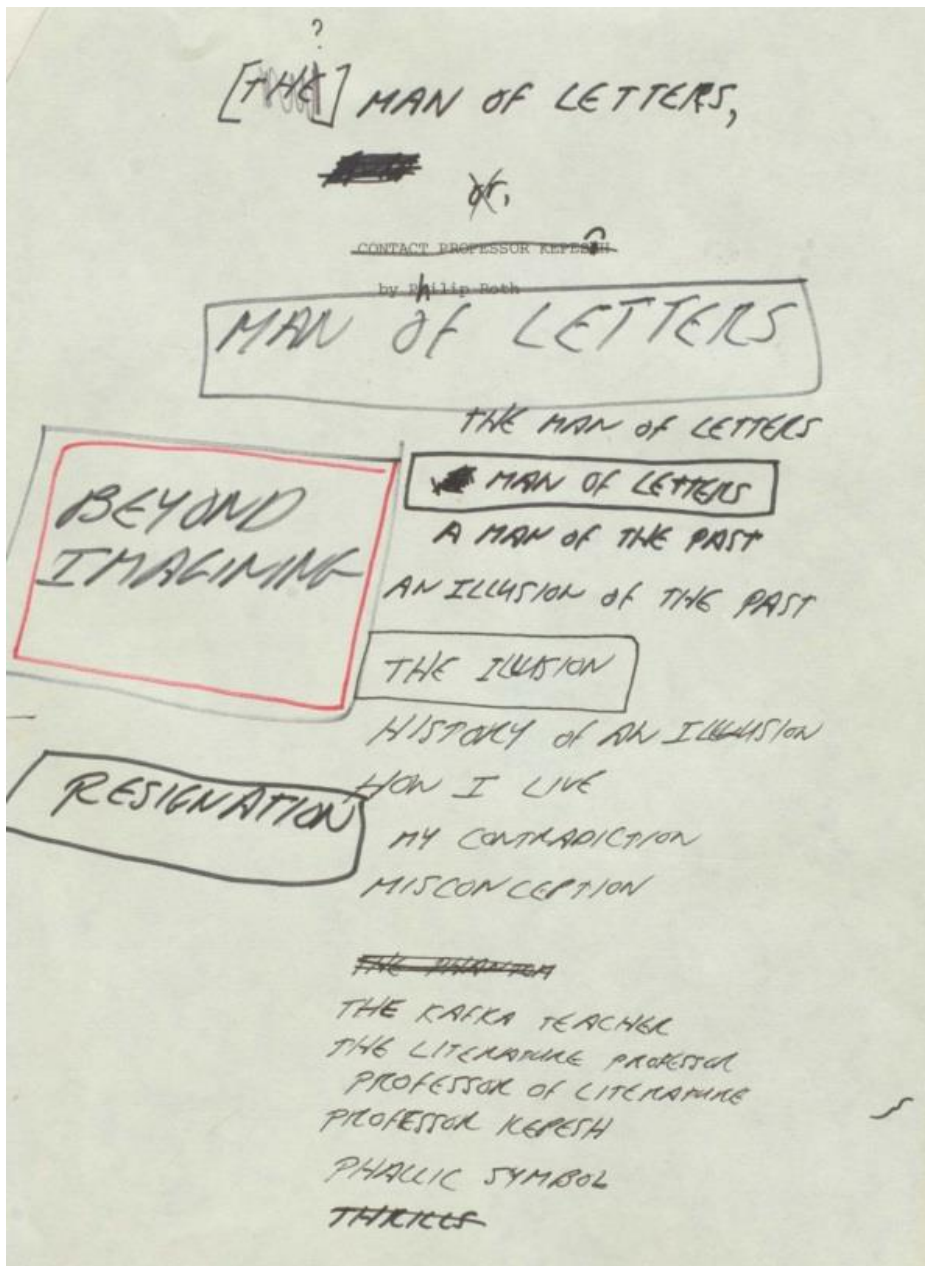 ?
[THE] MAN OF LETTERS,
or,
CONTACT PROFESSOR KEPESH
by Philip Roth
MAN OF LETTERS
THE MAN OF LETTERS
MAN OF LETTERS
A MAN OF THE PAST
BEYOND
IMAGINING
AN ILLUSION OF THE PAST
THE ILLUSION
HISTORY OF AN ILLUSION
RESIGNATION
HOW I LIVE
MY CONTRADICTION
MISCONCEPTION
THE PHANTOM
THE KAFKA TEACHER
THE LITERATURE PROFESSOR
PROFESSOR OF LITERATURE
PROFESSOR KEPESH
PHALLIC SYMBOL
THRILLS